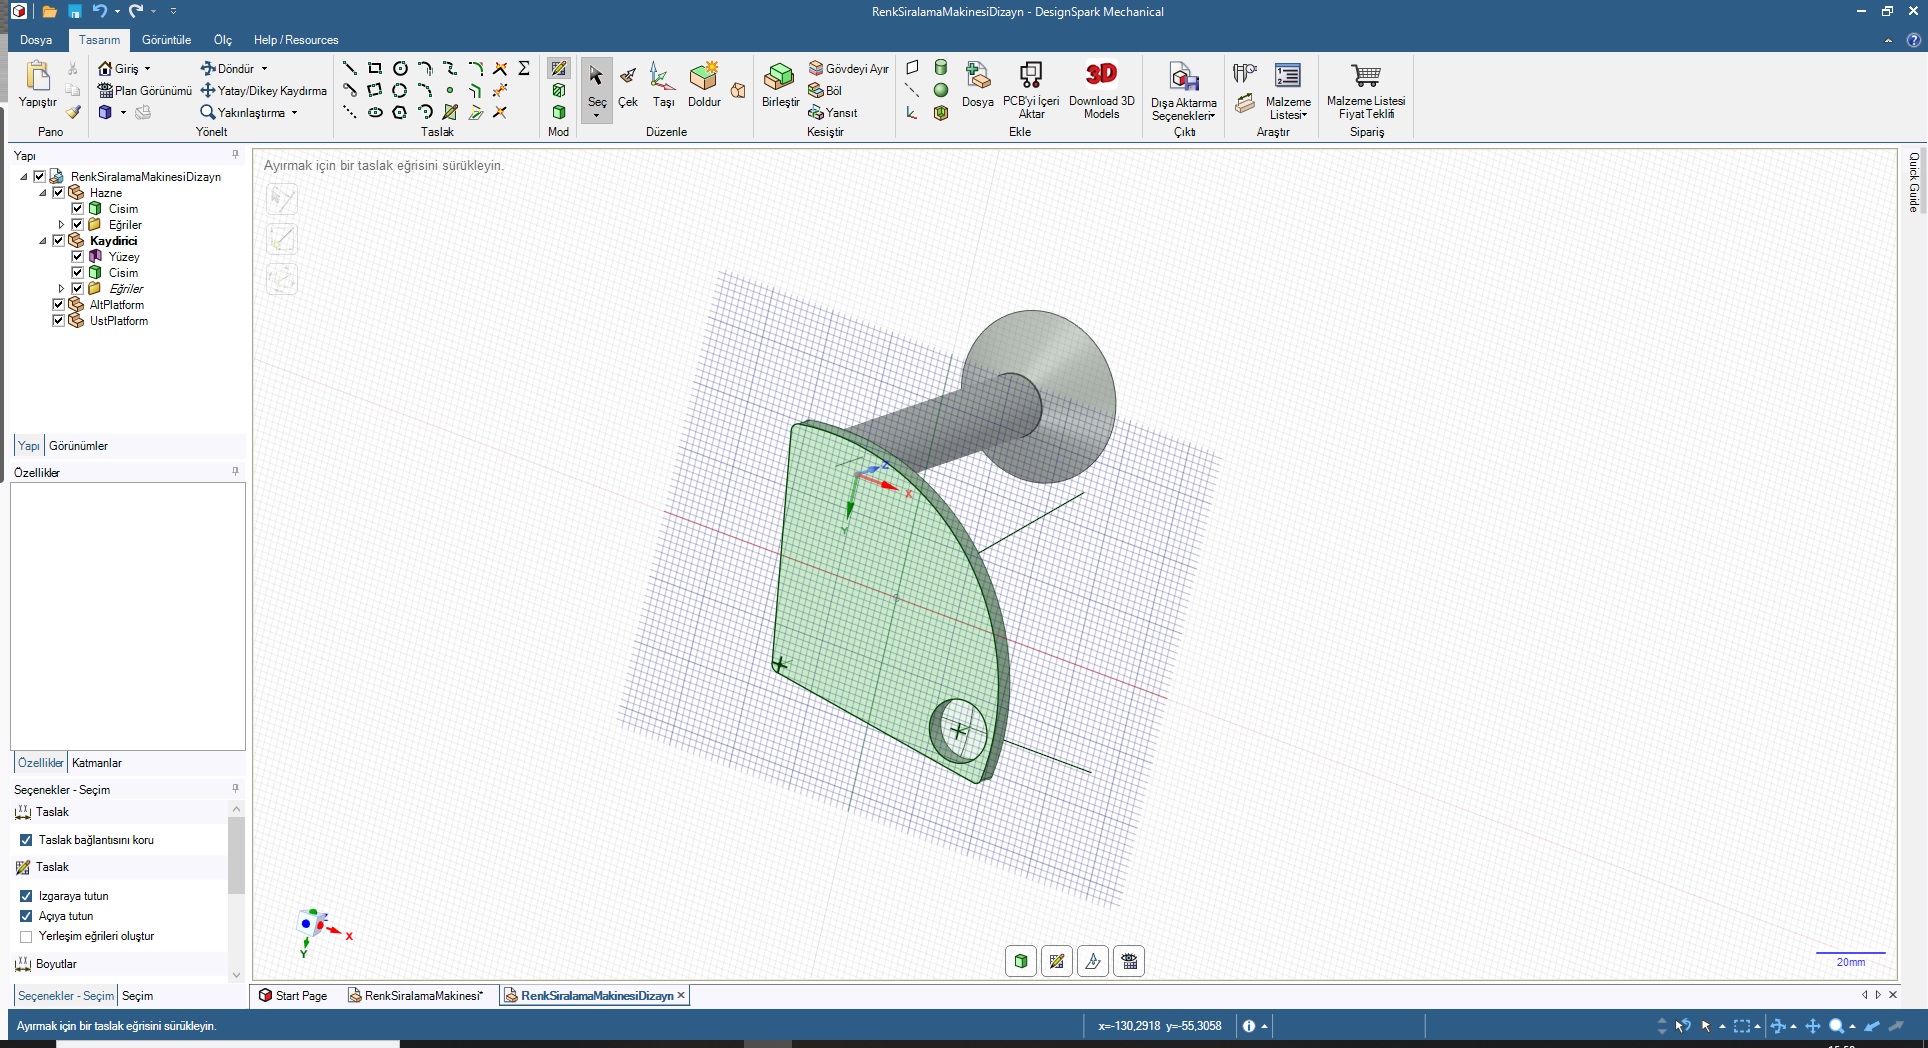 RenkSiralamaMakinesiDizayn - DesignSpark Mechanical
Dosya Tasarım Görüntüle Ölç Help / Resources
Yapıştır
Pano
Giriş
Plan Görünümü
Döndür
Yatay/Dikey Kaydırma
Yakınlaştırma
Yönelt
Taslak
Mod
Seç
Çek
Taşı
Doldur
Düzenle
Birleştir
Gövdeyi Ayır
Böl
Yansıt
Kesiştir
Dosya
PCB'yi İçeri Aktar
3D
Download 3D Models
Ekle
Dışa Aktarma Seçenekleri
Çıktı
Malzeme Listesi
Araştır
Malzeme Listesi Fiyat Teklifi
Sipariş
Yapı
RenkSiralamaMakinesiDizayn
Hazne
Cisim
Eğriler
Kaydirici
Yüzey
Cisim
Eğriler
AltPlatform
UstPlatform
Yapı Görünümler
Özellikler
Özellikler Katmanlar
Seçenekler - Seçim
Taslak
Taslak bağlantısını koru
Taslak
Izgaraya tutun
Açıya tutun
Yerleşim eğrileri oluştur
Boyutlar
Seçenekler - Seçim Seçim
Ayırmak için bir taslak eğrisini sürükleyin.
Z
X
Y
Z
X
Y
20mm
Quick Guide
Start Page RenkSiralamaMakinesi* RenkSiralamaMakinesiDizayn
Ayırmak için bir taslak eğrisini sürükleyin.
x=-130,2918 y=-55,3058